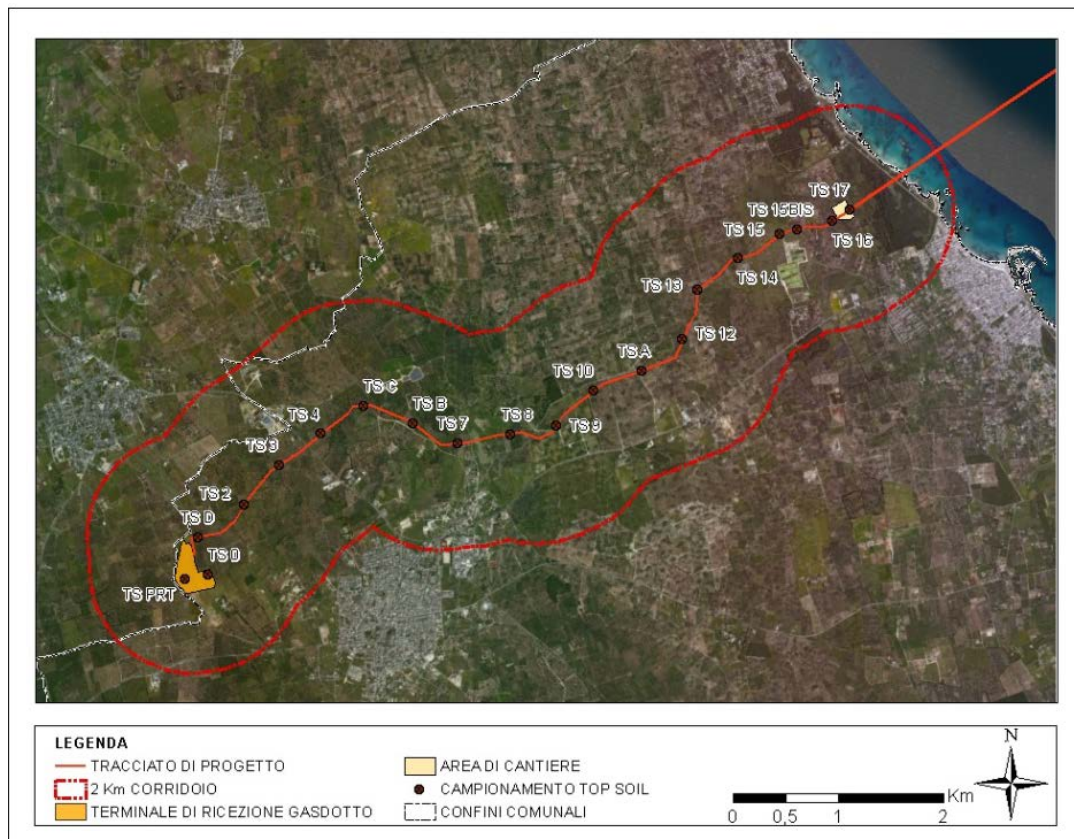 TS 17
TS 15BIS
TS 15
TS 16
TS 14
TS 13
TS 12
TS A
TS 10
TS C
TS B
TS 8
TS 9
TS 7
TS 4
TS 3
TS 2
TS D
TS 0
TS PRT
LEGENDA
TRACCIATO DI PROGETTO
2 Km CORRIDOIO
TERMINALE DI RICEZIONE GASDOTTO
AREA DI CANTIERE
CAMPIONAMENTO TOP SOIL
CONFINI COMUNALI
N
Km
0 0,5 1 2